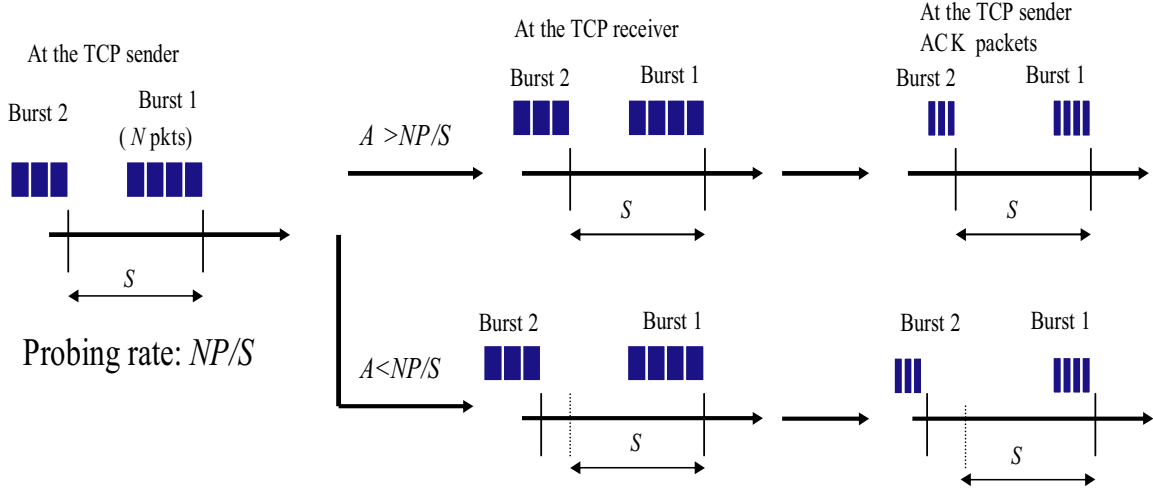 At the TCP sender
Burst 2
Burst 1
( N pkts)
S
Probing rate: NP/S
A >NP/S
A<NP/S
At the TCP receiver
Burst 2
Burst 1
S
At the TCP sender
ACK packets
Burst 2
Burst 1
S
Burst 2
Burst 1
S
Burst 2
Burst 1
S